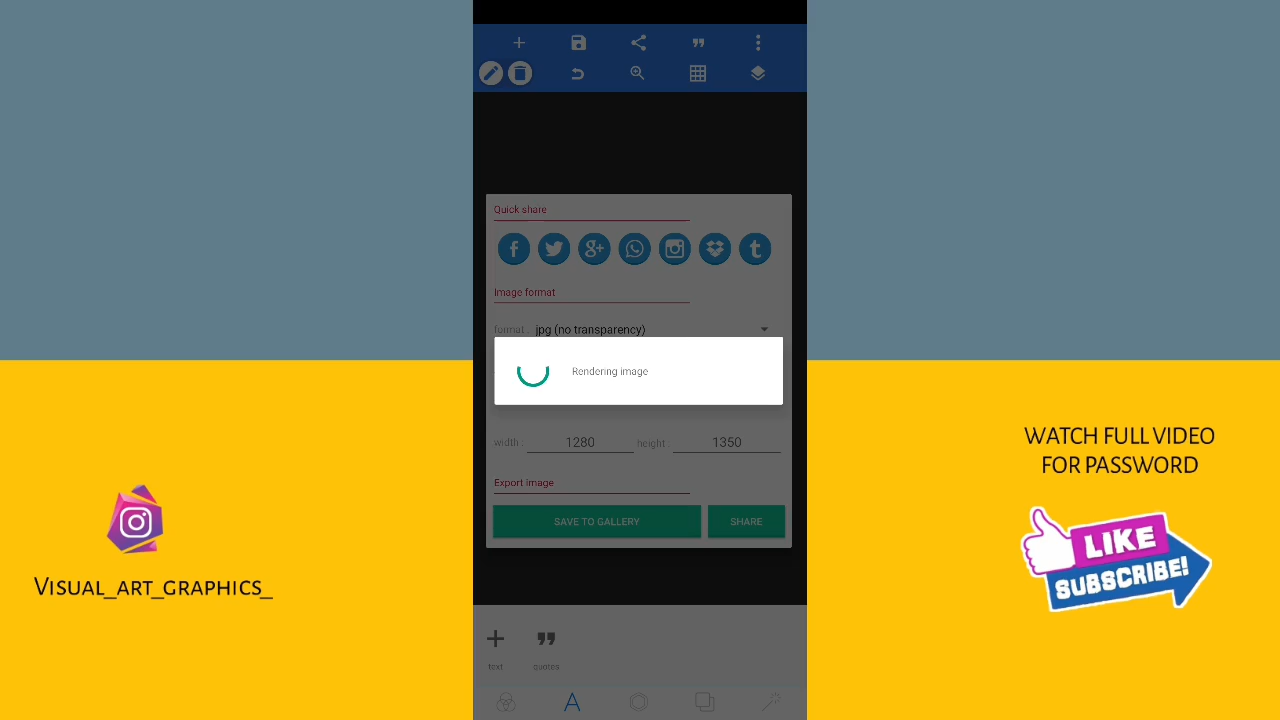 Quick share
Image format
format : jpg (no transparency)
Rendering image
width : 1280 height : 1350
Export image
SAVE TO GALLERY SHARE
text quotes
VISUAL_ART_GRAPHICS_
WATCH FULL VIDEO
FOR PASSWORD
LIKE
SUBSCRIBE!